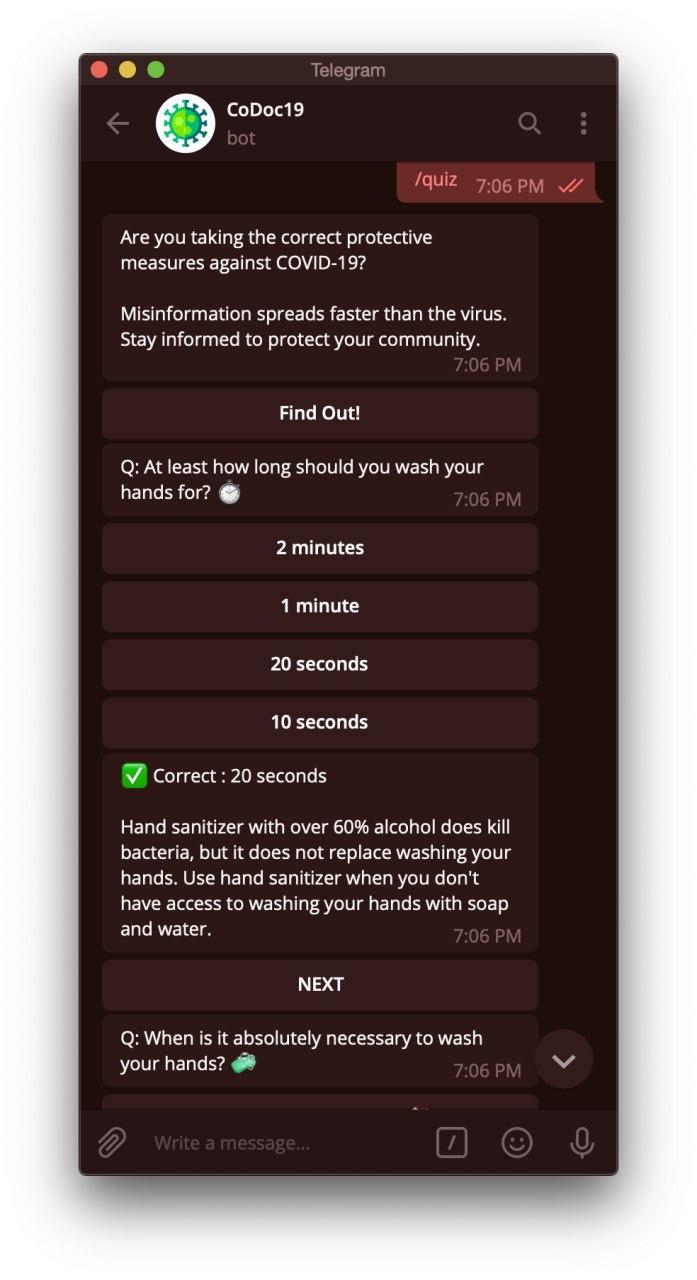 Telegram
CoDoc19
bot
/quiz 7:06 PM
Are you taking the correct protective
measures against COVID-19?
Misinformation spreads faster than the virus.
Stay informed to protect your community.
7:06 PM
Find Out!
Q: At least how long should you wash your
hands for? ⏱️ 7:06 PM
2 minutes
1 minute
20 seconds
10 seconds
✅ Correct : 20 seconds
Hand sanitizer with over 60% alcohol does kill
bacteria, but it does not replace washing your
hands. Use hand sanitizer when you don't
have access to washing your hands with soap
and water. 7:06 PM
NEXT
Q: When is it absolutely necessary to wash
your hands? 🧼 7:06 PM
Write a message...